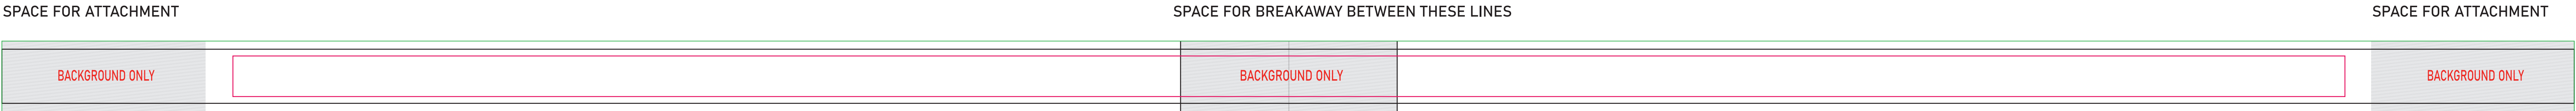 SPACE FOR ATTACHMENT
SPACE FOR BREAKAWAY BETWEEN THESE LINES
SPACE FOR ATTACHMENT
BACKGROUND ONLY
BACKGROUND ONLY
BACKGROUND ONLY